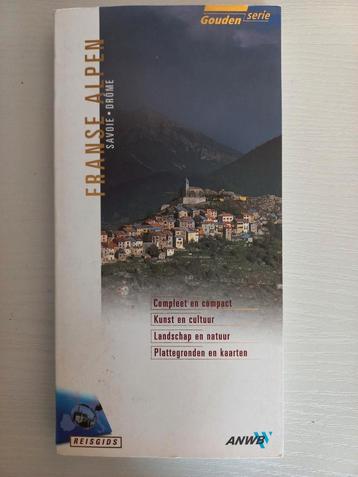 Gouden serie
FRANSE ALPEN
SAVOIE • DRÔME
Compleet en compact
Kunst en cultuur
Landschap en natuur
Plattegronden en kaarten
REISGIDS
ANWB